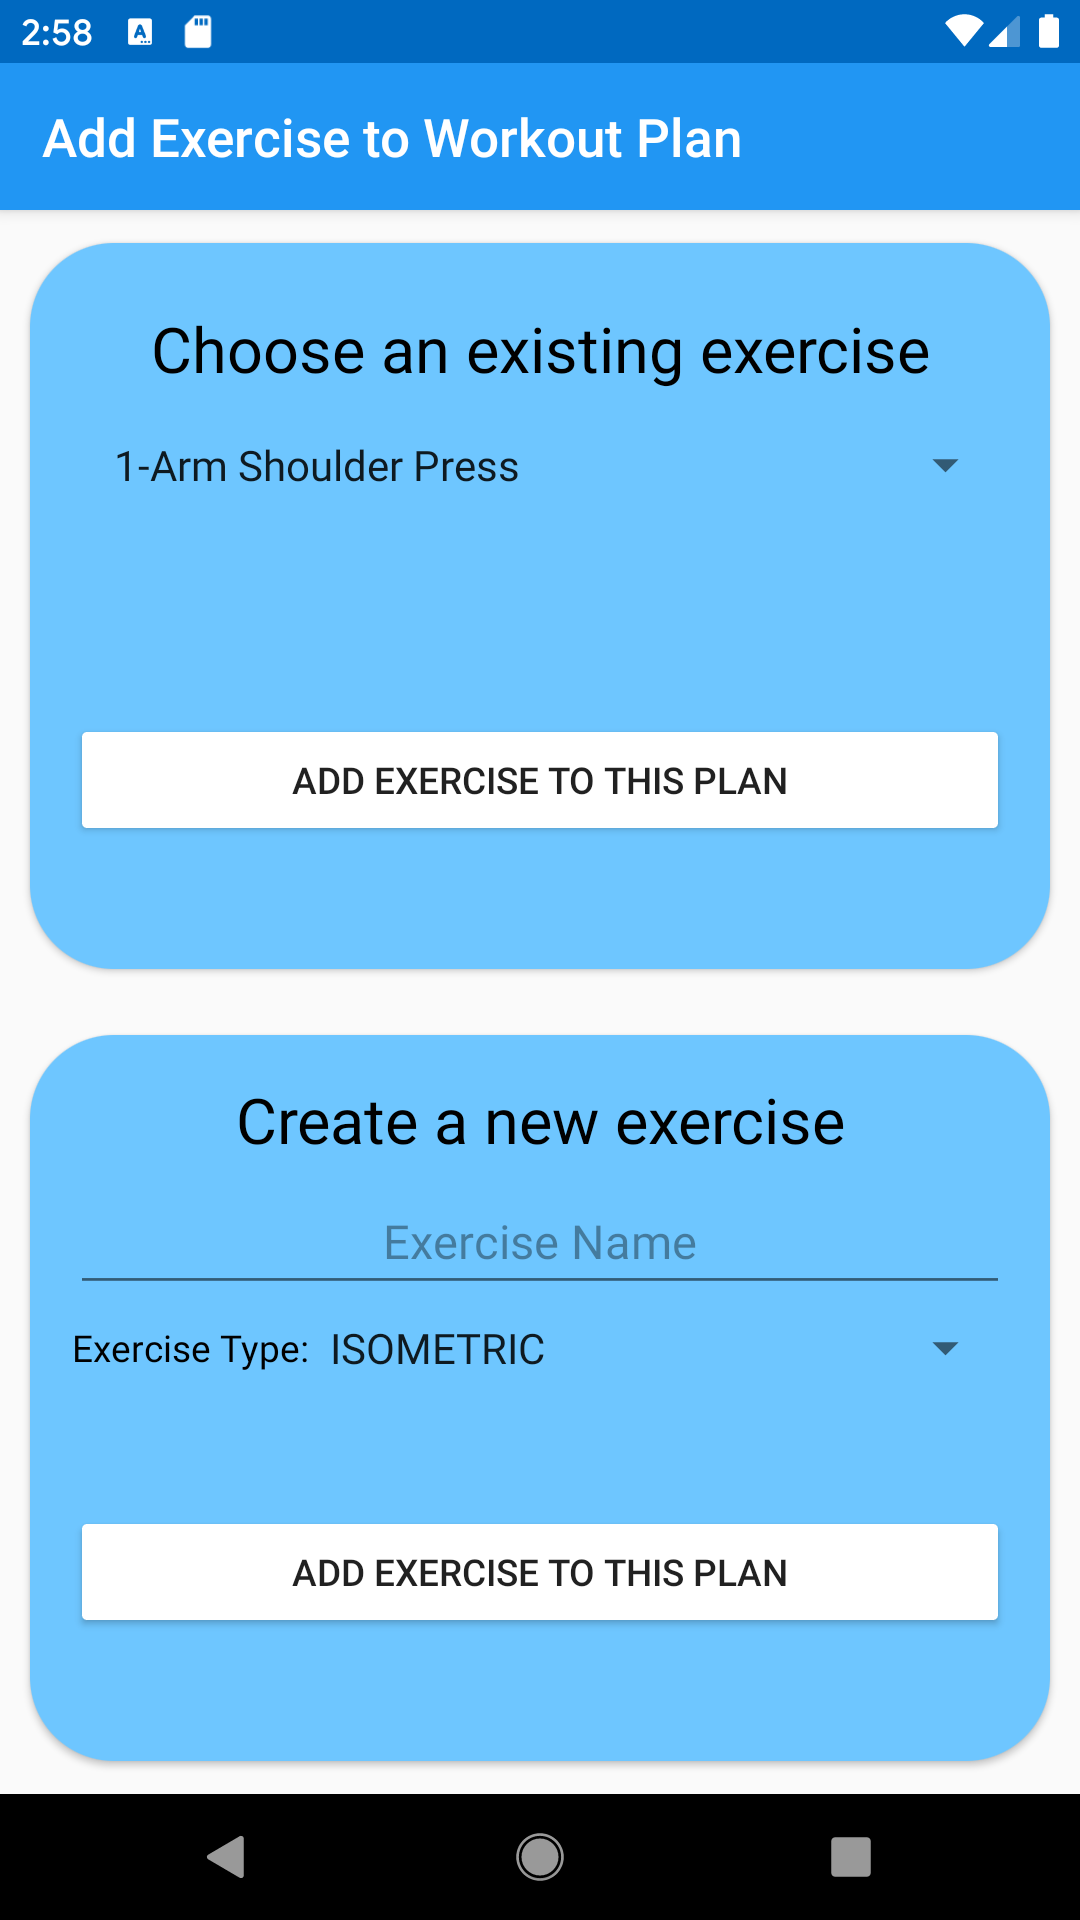 2:58
A
Add Exercise to Workout Plan
Choose an existing exercise
1-Arm Shoulder Press
ADD EXERCISE TO THIS PLAN
Create a new exercise
Exercise Name
Exercise Type: ISOMETRIC
ADD EXERCISE TO THIS PLAN